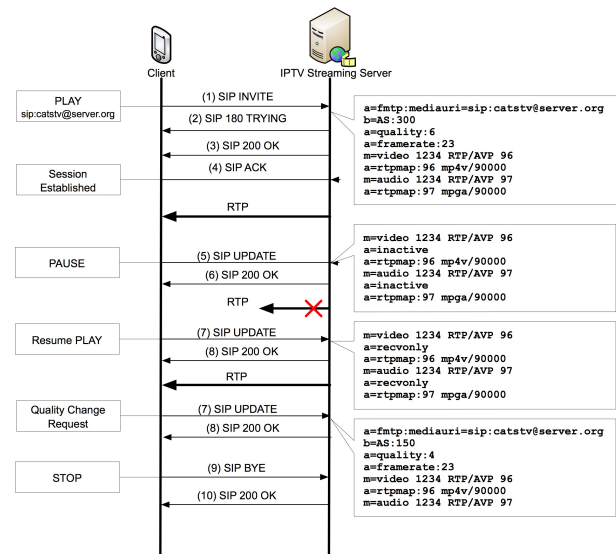 Client
IPTV Streaming Server
PLAY
sip:catstv@server.org
(1) SIP INVITE
(2) SIP 180 TRYING
(3) SIP 200 OK
(4) SIP ACK
Session
Established
RTP
a=fmtp:mediauri=sip:catstv@server.org
b=AS:300
a=quality:6
a=framerate:23
m=video 1234 RTP/AVP 96
a=rtpmap:96 mp4v/90000
m=audio 1234 RTP/AVP 97
a=rtpmap:97 mpga/90000
PAUSE
(5) SIP UPDATE
(6) SIP 200 OK
RTP
m=video 1234 RTP/AVP 96
a=inactive
a=rtpmap:96 mp4v/90000
m=audio 1234 RTP/AVP 97
a=inactive
a=rtpmap:97 mpga/90000
Resume PLAY
(7) SIP UPDATE
(8) SIP 200 OK
RTP
m=video 1234 RTP/AVP 96
a=recvonly
a=rtpmap:96 mp4v/90000
m=audio 1234 RTP/AVP 97
a=recvonly
a=rtpmap:97 mpga/90000
Quality Change
Request
(7) SIP UPDATE
(8) SIP 200 OK
a=fmtp:mediauri=sip:catstv@server.org
b=AS:150
a=quality:4
a=framerate:23
m=video 1234 RTP/AVP 96
a=rtpmap:96 mp4v/90000
m=audio 1234 RTP/AVP 97
STOP
(9) SIP BYE
(10) SIP 200 OK